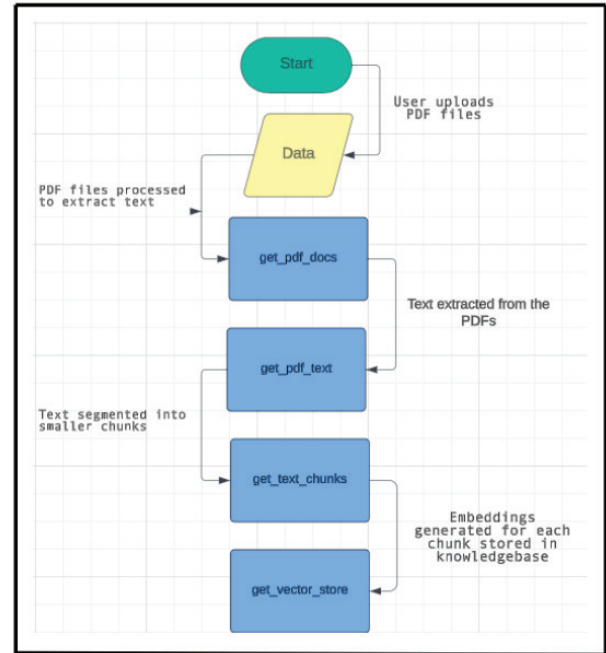 Start
User uploads
PDF files
Data
PDF files processed
to extract text
get_pdf_docs
Text extracted from the
PDFs
get_pdf_text
Text segmented into
smaller chunks
get_text_chunks
Embeddings
generated for each
chunk stored in
knowledgebase
get_vector_store